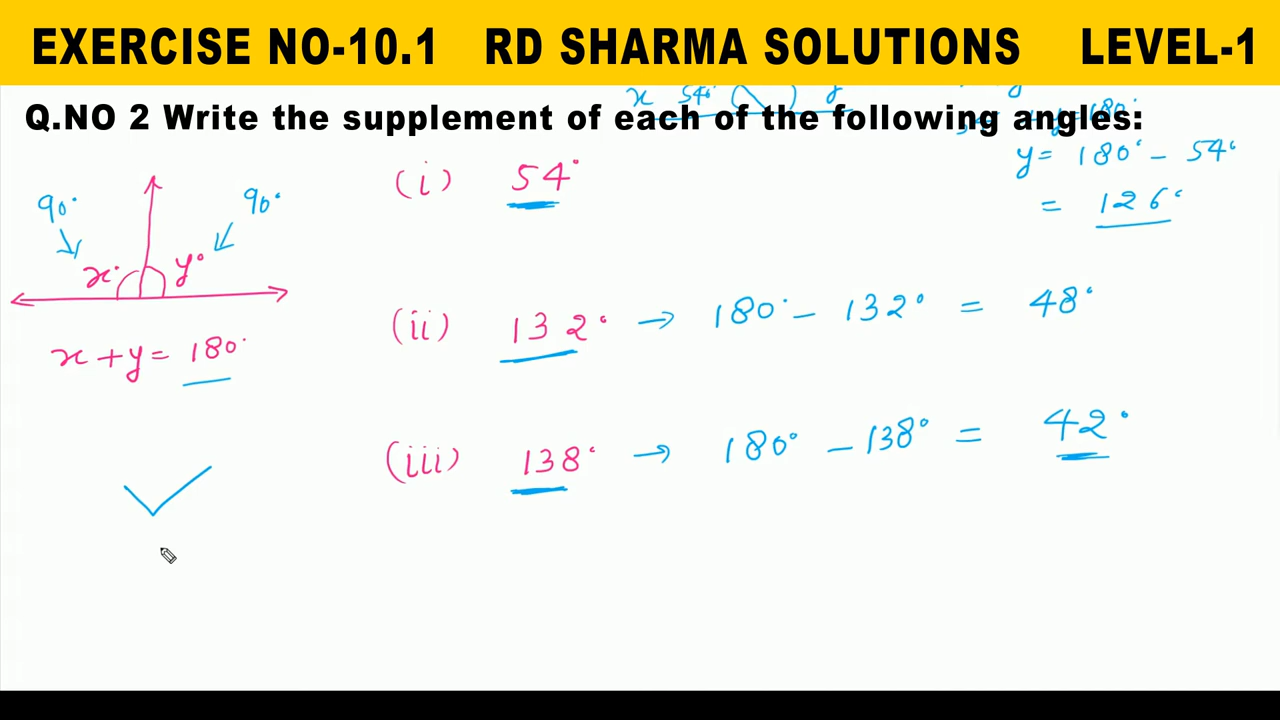 EXERCISE NO-10.1 RD SHARMA SOLUTIONS LEVEL-1
x 54° y
Q.NO 2 Write the supplement of each of the following angles:
y = 180° - 54°
= 126°
(i) 54°
90° 90°
x° y°
x + y = 180°
(ii) 132° → 180° - 132° = 48°
(iii) 138° → 180° - 138° = 42°